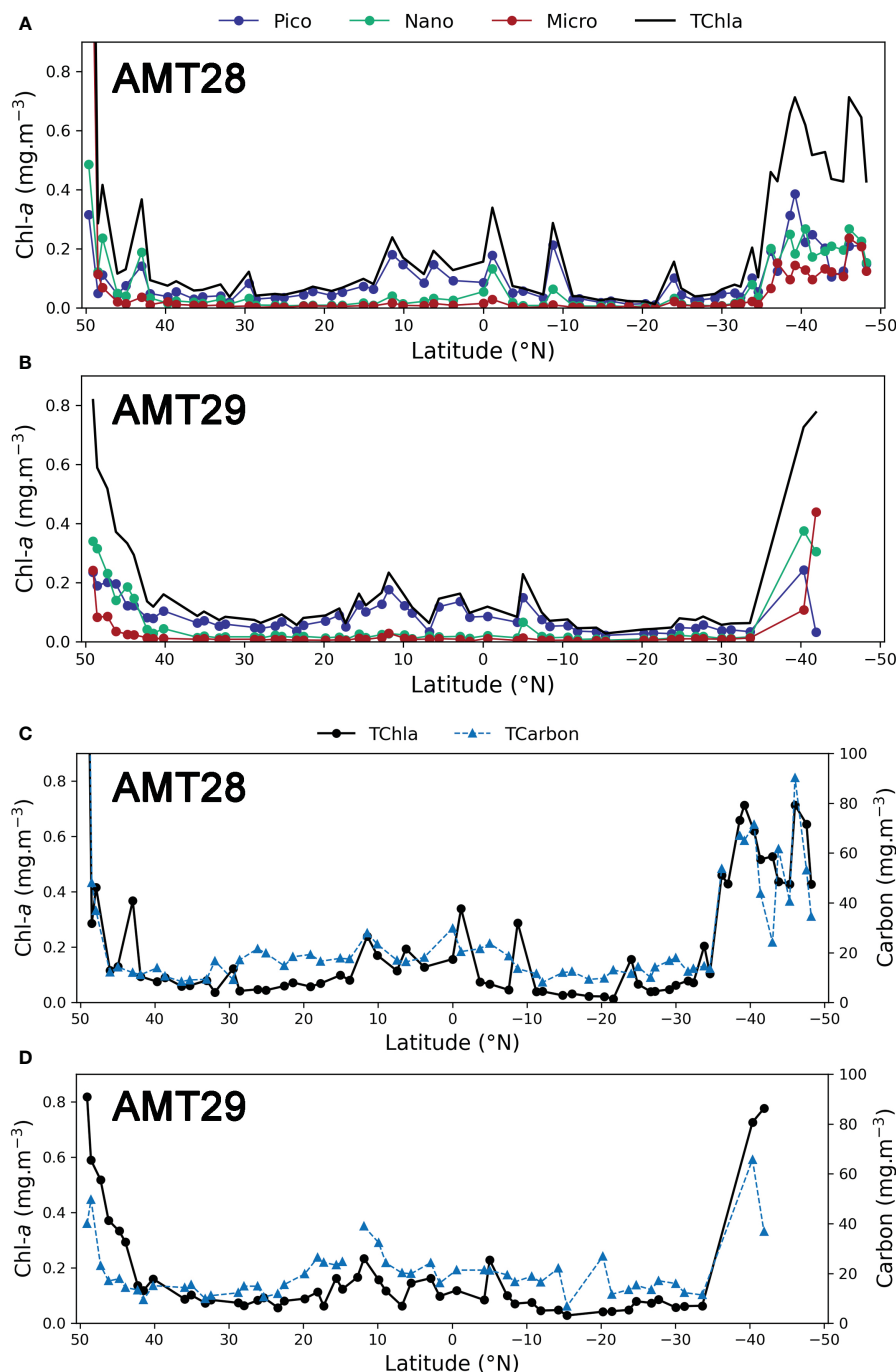 A
Pico Nano Micro TChla
AMT28
Chl-a (mg.m−3)
0.8
0.6
0.4
0.2
0.0
50 40 30 20 10 0 −10 −20 −30 −40 −50
Latitude (°N)
B
AMT29
Chl-a (mg.m−3)
0.8
0.6
0.4
0.2
0.0
50 40 30 20 10 0 −10 −20 −30 −40 −50
Latitude (°N)
C
TChla TCarbon
AMT28
Chl-a (mg.m−3)
0.8
0.6
0.4
0.2
0.0
100
80
60
40
20
0
Carbon (mg.m−3)
50 40 30 20 10 0 −10 −20 −30 −40 −50
Latitude (°N)
D
AMT29
Chl-a (mg.m−3)
0.8
0.6
0.4
0.2
0.0
100
80
60
40
20
0
Carbon (mg.m−3)
50 40 30 20 10 0 −10 −20 −30 −40 −50
Latitude (°N)